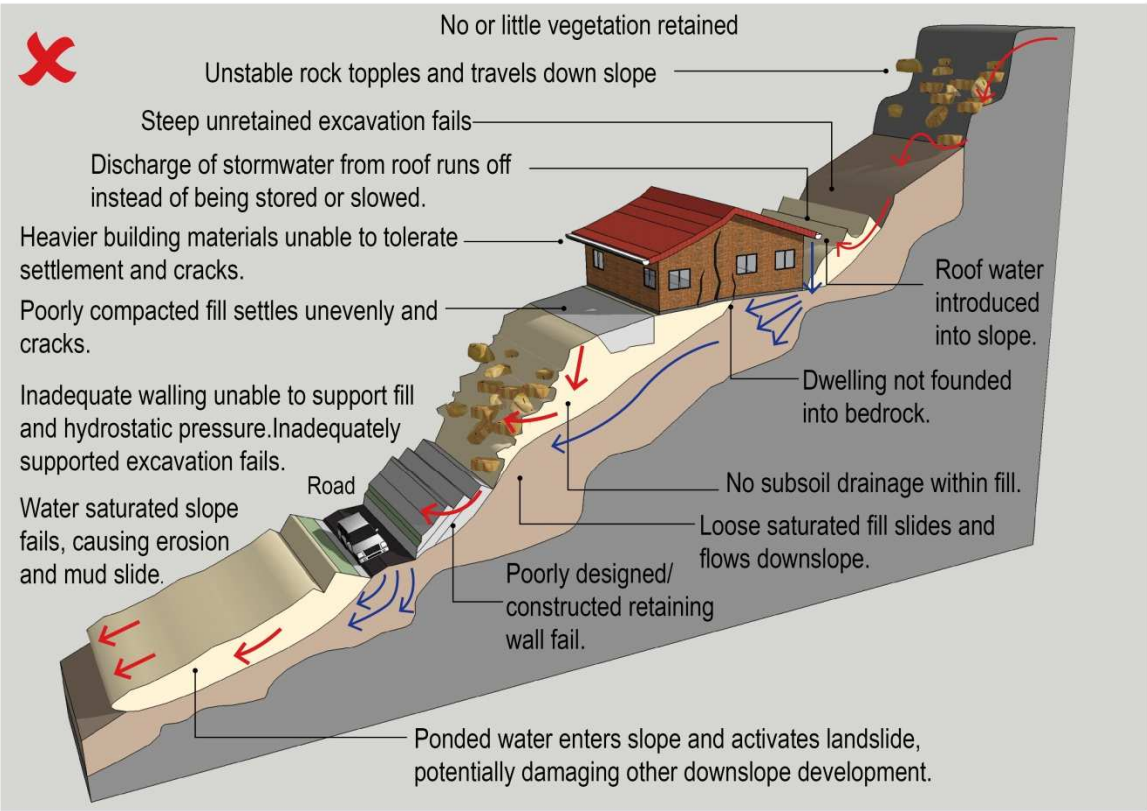 No or little vegetation retained
Unstable rock topples and travels down slope
Steep unretained excavation fails
Discharge of stormwater from roof runs off
instead of being stored or slowed.
Heavier building materials unable to tolerate
settlement and cracks.
Poorly compacted fill settles unevenly and
cracks.
Inadequate walling unable to support fill
and hydrostatic pressure.Inadequately
supported excavation fails.
Road
Water saturated slope
fails, causing erosion
and mud slide.
Roof water
introduced
into slope.
Dwelling not founded
into bedrock.
No subsoil drainage within fill.
Loose saturated fill slides and
flows downslope.
Poorly designed/
constructed retaining
wall fail.
Ponded water enters slope and activates landslide,
potentially damaging other downslope development.